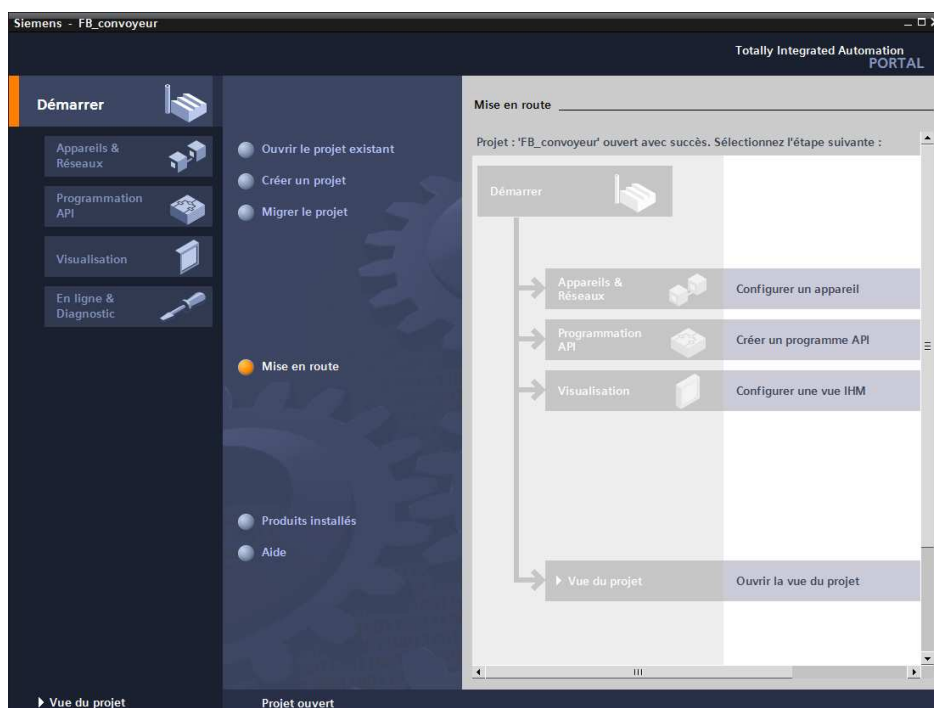 Siemens - FB_convoyeur
Totally Integrated Automation
PORTAL
Démarrer
Appareils &
Réseaux
Programmation
API
Visualisation
En ligne &
Diagnostic
Ouvrir le projet existant
Créer un projet
Migrer le projet
Mise en route
Produits installés
Aide
Mise en route
Projet : 'FB_convoyeur' ouvert avec succès. Sélectionnez l'étape suivante :
Démarrer
Appareils &
Réseaux
Configurer un appareil
Programmation
API
Créer un programme API
Visualisation
Configurer une vue IHM
Vue du projet
Ouvrir la vue du projet
Vue du projet
Projet ouvert